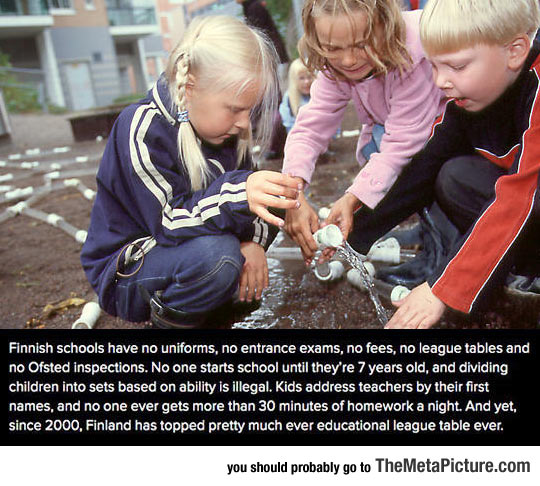 Finnish schools have no uniforms, no entrance exams, no fees, no league tables and
no Ofsted inspections. No one starts school until they're 7 years old, and dividing
children into sets based on ability is illegal. Kids address teachers by their first
names, and no one ever gets more than 30 minutes of homework a night. And yet,
since 2000, Finland has topped pretty much ever educational league table ever.
you should probably go to TheMetaPicture.com